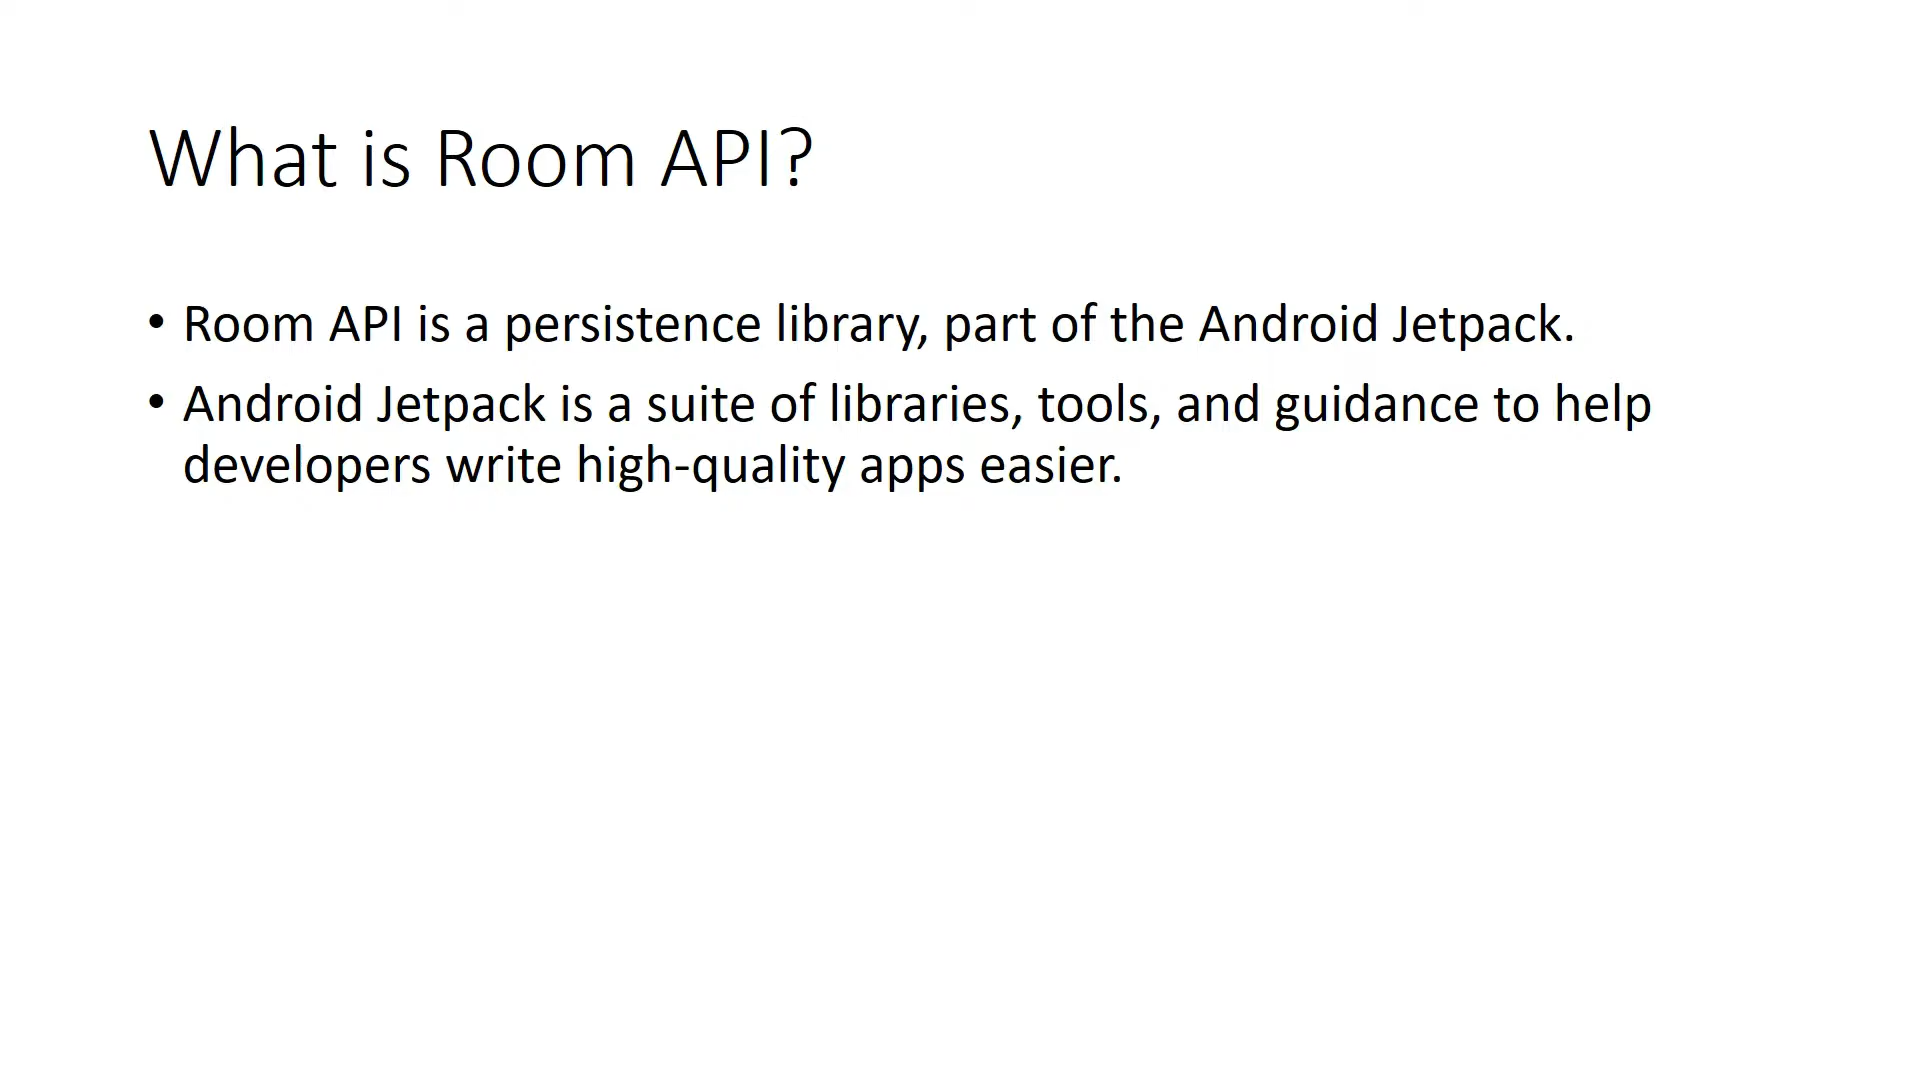 What is Room API?
• Room API is a persistence library, part of the Android Jetpack.
• Android Jetpack is a suite of libraries, tools, and guidance to help
developers write high-quality apps easier.